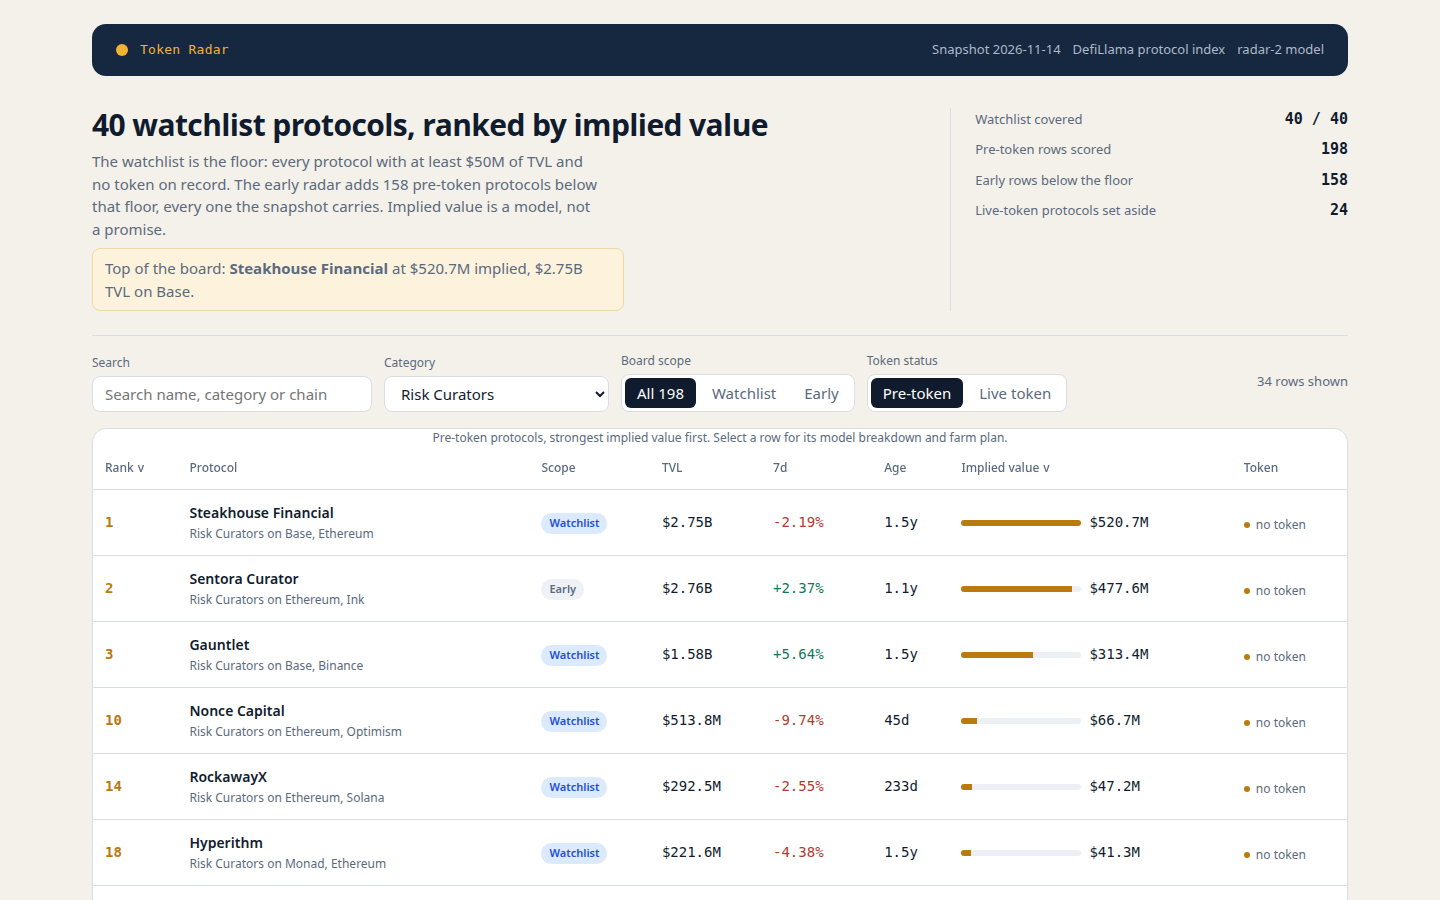 Token Radar
Snapshot 2026-11-14 DefiLlama protocol index radar-2 model
40 watchlist protocols, ranked by implied value
The watchlist is the floor: every protocol with at least $50M of TVL and
no token on record. The early radar adds 158 pre-token protocols below
that floor, every one the snapshot carries. Implied value is a model, not
a promise.
Top of the board: Steakhouse Financial at $520.7M implied, $2.75B
TVL on Base.
Watchlist covered 40 / 40
Pre-token rows scored 198
Early rows below the floor 158
Live-token protocols set aside 24
Search Category Board scope Token status
Search name, category or chain Risk Curators All 198 Watchlist Early Pre-token Live token 34 rows shown
Pre-token protocols, strongest implied value first. Select a row for its model breakdown and farm plan.
Rank v Protocol Scope TVL 7d Age Implied value v Token
1 Steakhouse Financial Watchlist $2.75B -2.19% 1.5y $520.7M no token
Risk Curators on Base, Ethereum
2 Sentora Curator Early $2.76B +2.37% 1.1y $477.6M no token
Risk Curators on Ethereum, Ink
3 Gauntlet Watchlist $1.58B +5.64% 1.5y $313.4M no token
Risk Curators on Base, Binance
10 Nonce Capital Watchlist $513.8M -9.74% 45d $66.7M no token
Risk Curators on Ethereum, Optimism
14 RockawayX Watchlist $292.5M -2.55% 233d $47.2M no token
Risk Curators on Ethereum, Solana
18 Hyperithm Watchlist $221.6M -4.38% 1.5y $41.3M no token
Risk Curators on Monad, Ethereum